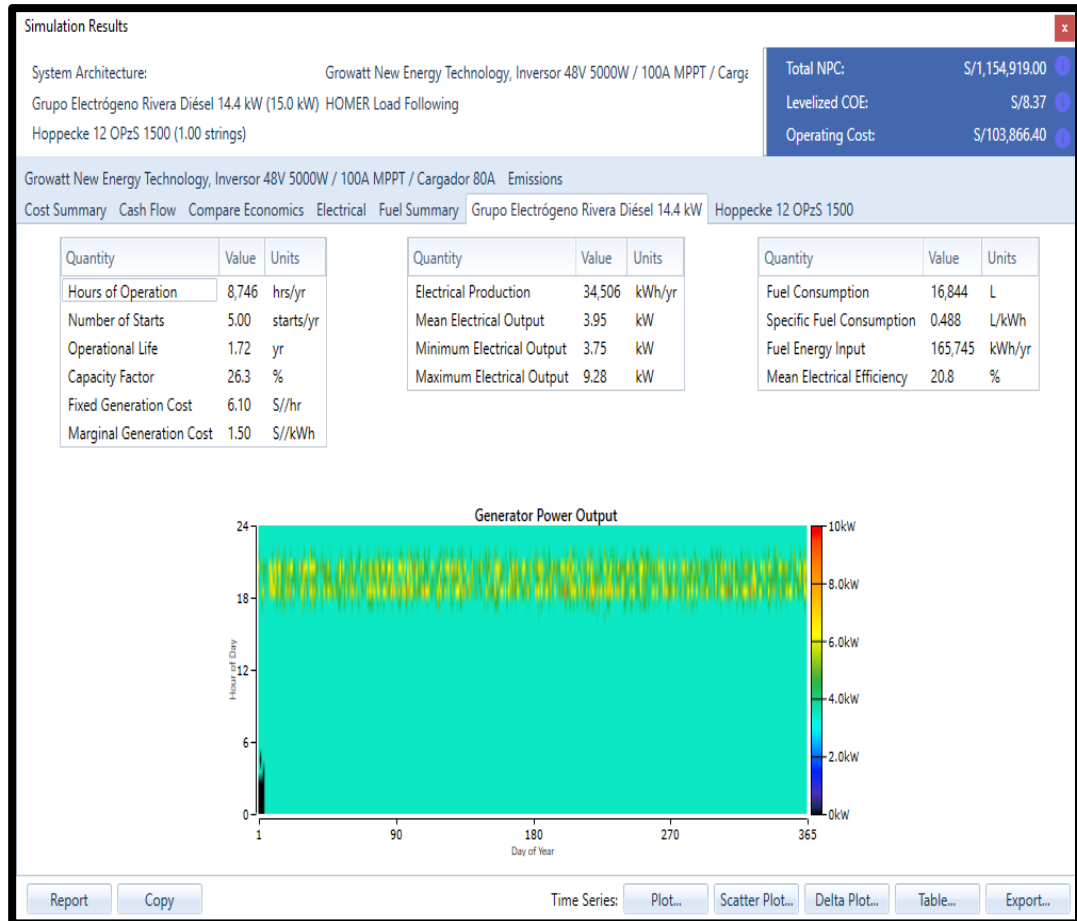 Simulation Results
x
System Architecture:
Growatt New Energy Technology, Inversor 48V 5000W / 100A MPPT / Carga
Grupo Electrógeno Rivera Diésel 14.4 kW (15.0 kW) HOMER Load Following
Hoppecke 12 OPzS 1500 (1.00 strings)
Total NPC: S/1,154,919.00
Levelized COE: S/8.37
Operating Cost: S/103,866.40
Growatt New Energy Technology, Inversor 48V 5000W / 100A MPPT / Cargador 80A Emissions
Cost Summary Cash Flow Compare Economics Electrical Fuel Summary Grupo Electrógeno Rivera Diésel 14.4 kW Hoppecke 12 OPzS 1500
Quantity Value Units
Hours of Operation 8,746 hrs/yr
Number of Starts 5.00 starts/yr
Operational Life 1.72 yr
Capacity Factor 26.3 %
Fixed Generation Cost 6.10 S//hr
Marginal Generation Cost 1.50 S//kWh
Quantity Value Units
Electrical Production 34,506 kWh/yr
Mean Electrical Output 3.95 kW
Minimum Electrical Output 3.75 kW
Maximum Electrical Output 9.28 kW
Quantity Value Units
Fuel Consumption 16,844 L
Specific Fuel Consumption 0.488 L/kWh
Fuel Energy Input 165,745 kWh/yr
Mean Electrical Efficiency 20.8 %
Generator Power Output
24
18
12
6
0
Hour of Day
1 90 180 270 365
Day of Year
10kW
8.0kW
6.0kW
4.0kW
2.0kW
0kW
Report Copy Time Series: Plot... Scatter Plot... Delta Plot... Table... Export...